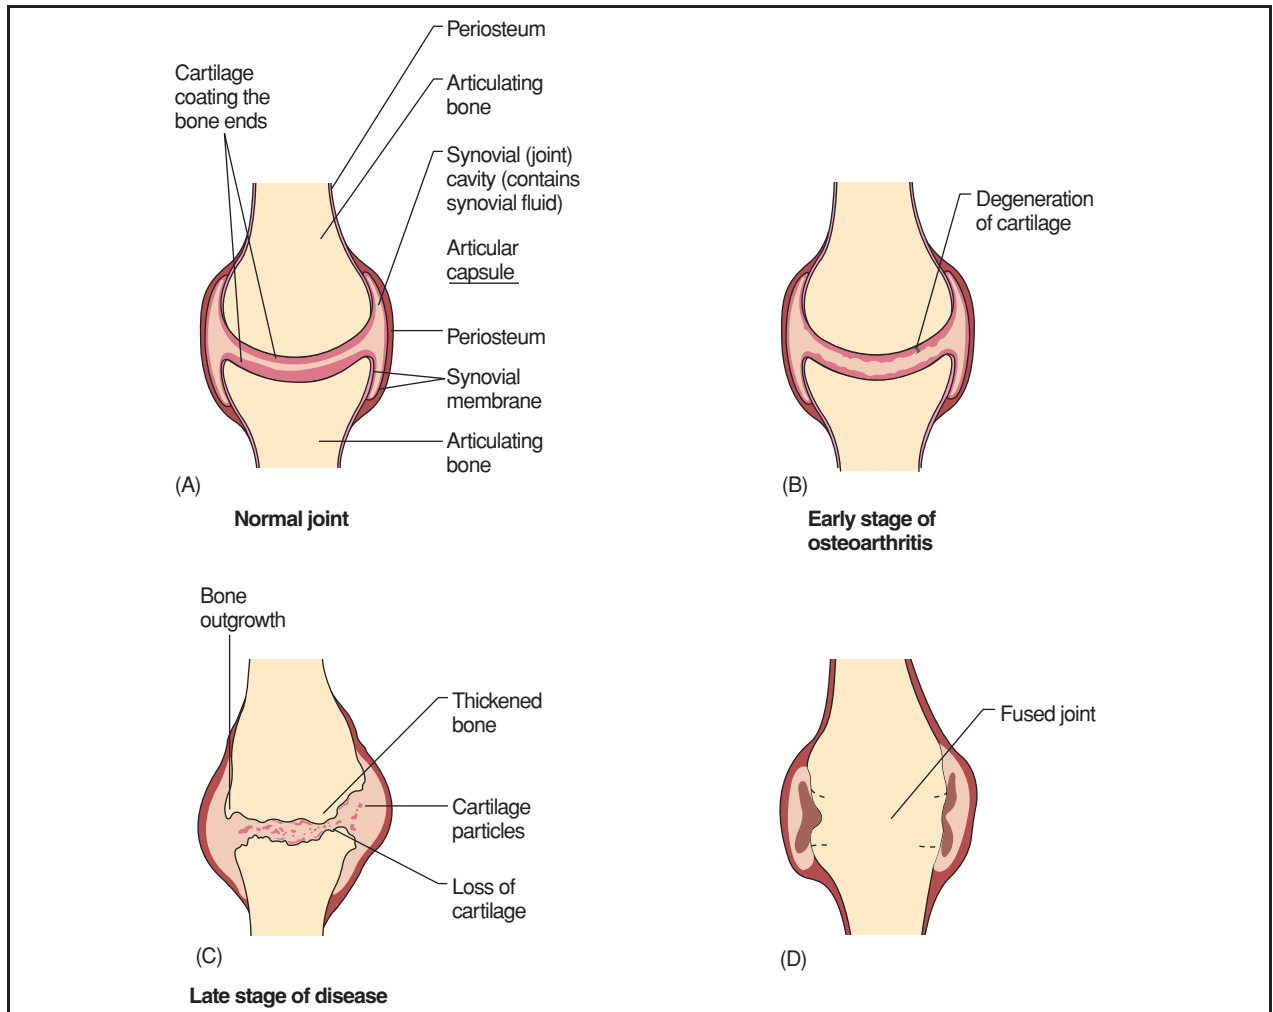 Periosteum
Cartilage
coating the
bone ends
Articulating
bone
Synovial (joint)
cavity (contains
synovial fluid)
Articular
capsule
Periosteum
Synovial
membrane
Articulating
bone
(A)
Normal joint
Degeneration
of cartilage
(B)
Early stage of
osteoarthritis
Bone
outgrowth
Thickened
bone
Cartilage
particles
Loss of
cartilage
(C)
Late stage of disease
Fused joint
(D)